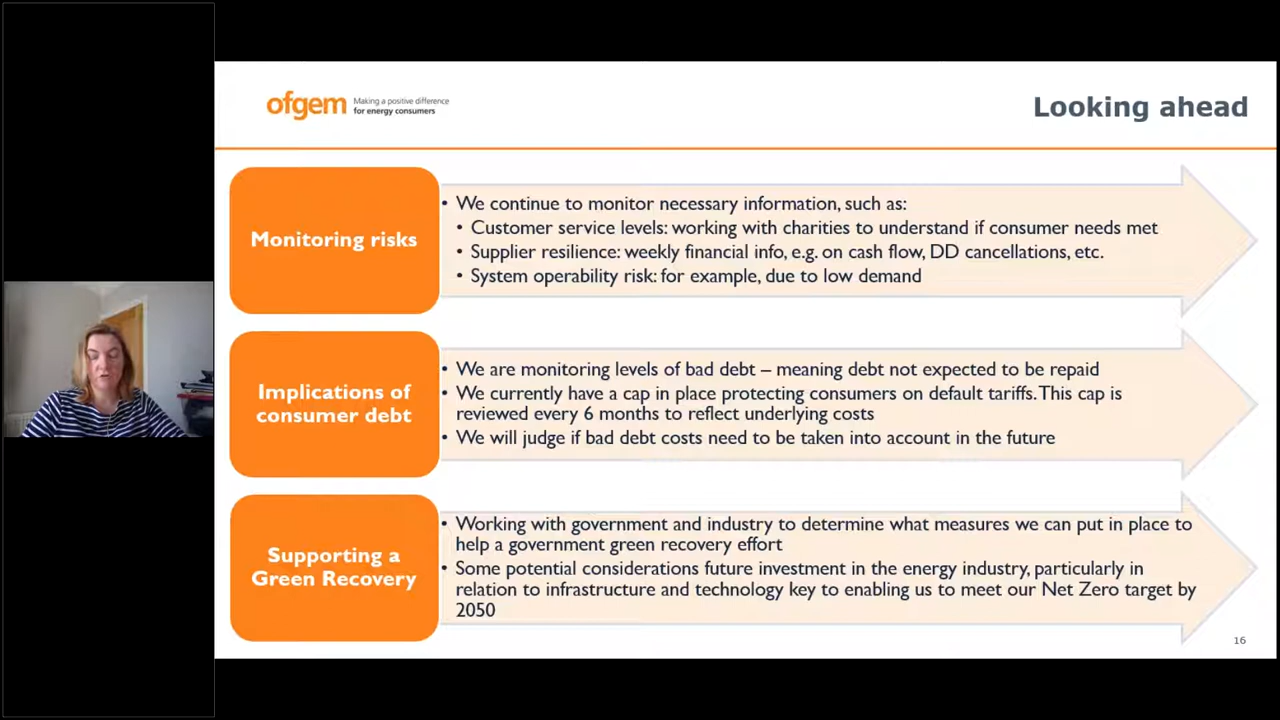 ofgem
Making a positive difference
for energy consumers
Looking ahead
Monitoring risks
• We continue to monitor necessary information, such as:
• Customer service levels: working with charities to understand if consumer needs met
• Supplier resilience: weekly financial info, e.g. on cash flow, DD cancellations, etc.
• System operability risk: for example, due to low demand
Implications of
consumer debt
• We are monitoring levels of bad debt – meaning debt not expected to be repaid
• We currently have a cap in place protecting consumers on default tariffs. This cap is
reviewed every 6 months to reflect underlying costs
• We will judge if bad debt costs need to be taken into account in the future
Supporting a
Green Recovery
• Working with government and industry to determine what measures we can put in place to
help a government green recovery effort
• Some potential considerations future investment in the energy industry, particularly in
relation to infrastructure and technology key to enabling us to meet our Net Zero target by
2050
16